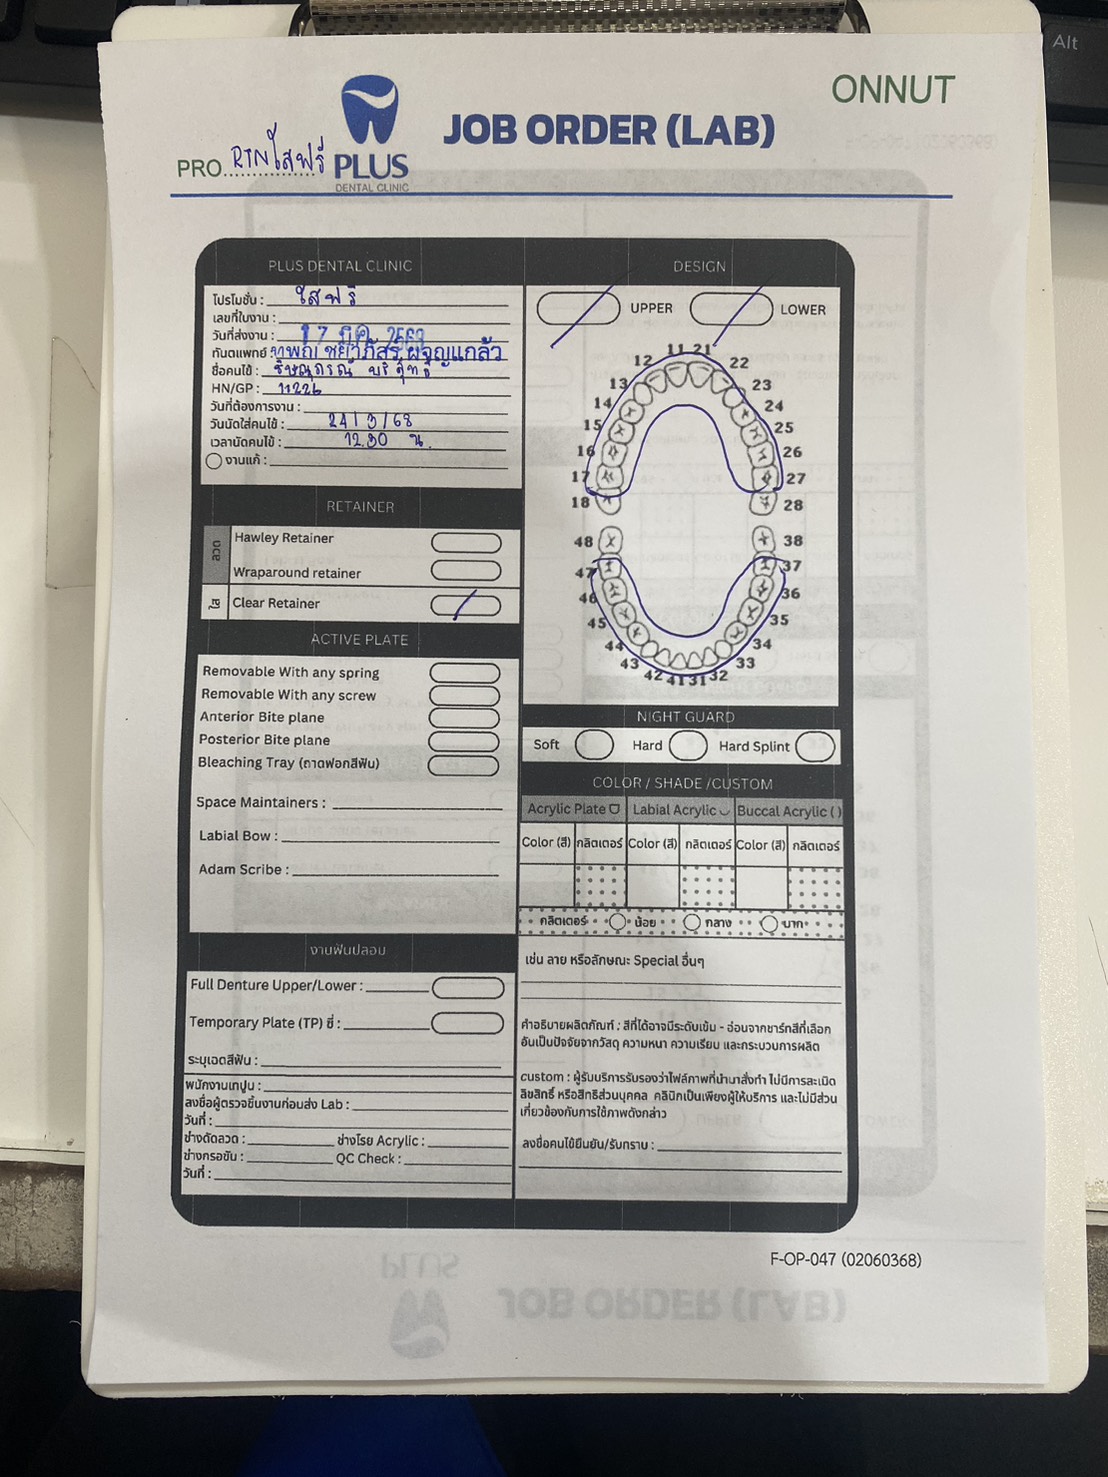 Alt
ONNUT
JOB ORDER (LAB)
PRO RTNใสฟรี
PLUS
DENTAL CLINIC
PLUS DENTAL CLINIC
โปรโมชั่น : ใสฟรี
เลขที่ใบงาน :
วันที่ส่งงาน : 17 มี.ค. 2568
ทันตแพทย์ : ทพญ. ชญาภัสร์ ผจญแกล้ว
ชื่อคนไข้ : บริสุทธิ์
HN/GP : 11226
วันที่ต้องการงาน :
วันนัดใส่คนไข้ : 24/3/68
เวลานัดคนไข้ : 12.30 น.
งานแก้ :
RETAINER
ลวด
Hawley Retainer
Wraparound retainer
ใส
Clear Retainer
ACTIVE PLATE
Removable With any spring
Removable With any screw
Anterior Bite plane
Posterior Bite plane
Bleaching Tray (ถาดฟอกสีฟัน)
Space Maintainers :
Labial Bow :
Adam Scribe :
งานฟันปลอม
Full Denture Upper/Lower :
Temporary Plate (TP) ซี่ :
ระบุเฉดสีฟัน :
พนักงานเทปูน :
ลงชื่อผู้ตรวจชิ้นงานก่อนส่ง Lab :
วันที่ :
ช่างดัดลวด : ช่างโรย Acrylic :
ช่างกรอขัน : QC Check :
วันที่ :
DESIGN
UPPER LOWER
11 21
12 22
13 23
14 24
15 25
16 26
17 27
18 28
48 38
47 37
46 36
45 35
44 34
43 33
42 41 31 32
NIGHT GUARD
Soft Hard Hard Splint
COLOR / SHADE /CUSTOM
Acrylic Plate Labial Acrylic Buccal Acrylic ( )
Color (สี) กลิตเตอร์ Color (สี) กลิตเตอร์ Color (สี) กลิตเตอร์
กลิตเตอร์ น้อย กลาง มาก
เช่น ลาย หรือลักษณะ Special อื่นๆ
คำอธิบายผลิตภัณฑ์ : สีที่ได้อาจมีระดับเข้ม - อ่อนจากชาร์ทสีที่เลือก
อันเป็นปัจจัยจากวัสดุ ความหนา ความเรียบ และกระบวนการผลิต
custom : ผู้รับบริการรับรองว่าไฟล์ภาพที่นำมาสั่งทำ ไม่มีการละเมิด
ลิขสิทธิ์ หรือสิทธิส่วนบุคคล คลินิกเป็นเพียงผู้ให้บริการ และไม่มีส่วน
เกี่ยวข้องกับการใช้ภาพดังกล่าว
ลงชื่อคนไข้ยืนยัน/รับทราบ :
F-OP-047 (02060368)